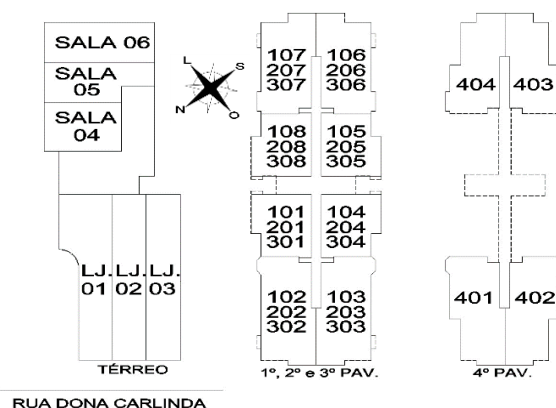 SALA 06
SALA
05
SALA
04
L
S
N
O
LJ.
01
LJ.
02
LJ.
03
TÉRREO
RUA DONA CARLINDA
107
207
307
106
206
306
108
208
308
105
205
305
101
201
301
104
204
304
102
202
302
103
203
303
1º, 2º e 3º PAV.
404
403
401
402
4º PAV.